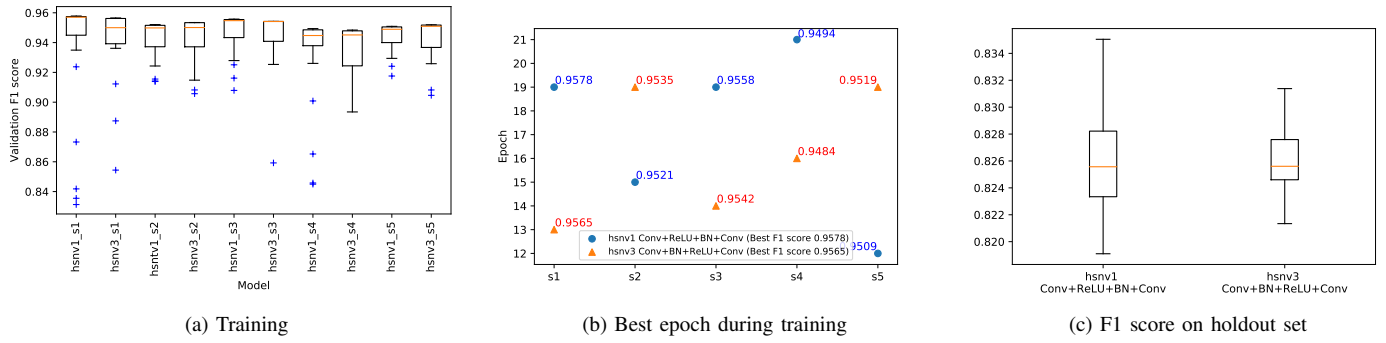 0.96
0.94
0.92
0.90
0.88
0.86
0.84
Validation F1 score
hsnv1_s1
hsnv3_s1
hsntv1_s2
hsnv3_s2
hsnv1_s3
hsnv3_s3
hsnv1_s4
hsnv3_s4
hsnv1_s5
hsnv3_s5
Model
(a) Training
21
20
19
18
17
16
15
14
13
12
Epoch
0.9578
0.9535
0.9558
0.9494
0.9519
0.9521
0.9484
0.9542
0.9565
0.9509
hsnv1 Conv+ReLU+BN+Conv (Best F1 score 0.9578)
hsnv3 Conv+BN+ReLU+Conv (Best F1 score 0.9565)
s1 s2 s3 s4 s5
(b) Best epoch during training
0.834
0.832
0.830
0.828
0.826
0.824
0.822
0.820
hsnv1
Conv+ReLU+BN+Conv
hsnv3
Conv+BN+ReLU+Conv
(c) F1 score on holdout set